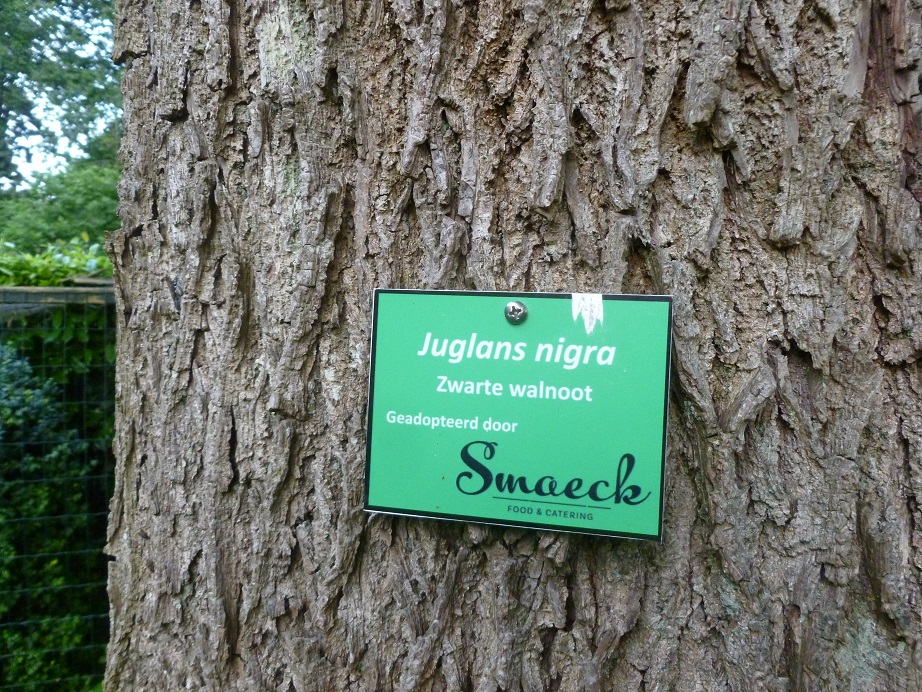 Juglans nigra
Zwarte walnoot
Geadopteerd door
Smaeck
FOOD & CATERING